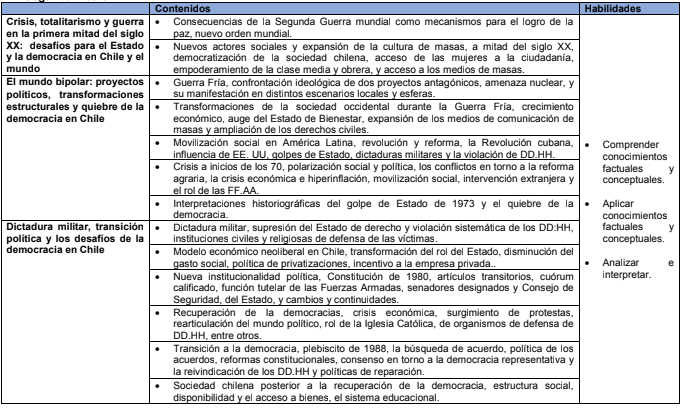 Contenidos
Habilidades
Crisis, totalitarismo y guerra
en la primera mitad del siglo
XX: desafíos para el Estado
y la democracia en Chile y el
mundo
• Consecuencias de la Segunda Guerra mundial como mecanismos para el logro de la
paz, nuevo orden mundial.
• Nuevos actores sociales y expansión de la cultura de masas, a mitad del siglo XX,
democratización de la sociedad chilena, acceso de las mujeres a la ciudadanía,
empoderamiento de la clase media y obrera, y acceso a los medios de masas.
El mundo bipolar: proyectos
políticos, transformaciones
estructurales y quiebre de la
democracia en Chile
• Guerra Fría, confrontación ideológica de dos proyectos antagónicos, amenaza nuclear, y
su manifestación en distintos escenarios locales y esferas.
• Transformaciones de la sociedad occidental durante la Guerra Fría, crecimiento
económico, auge del Estado de Bienestar, expansión de los medios de comunicación de
masas y ampliación de los derechos civiles.
• Movilización social en América Latina, revolución y reforma, la Revolución cubana,
influencia de EE. UU, golpes de Estado, dictaduras militares y la violación de DD.HH.
• Crisis a inicios de los 70, polarización social y política, los conflictos en torno a la reforma
agraria, la crisis económica e hiperinflación, movilización social, intervención extranjera y
el rol de las FF.AA.
• Interpretaciones historiográficas del golpe de Estado de 1973 y el quiebre de la
democracia.
Dictadura militar, transición
política y los desafíos de la
democracia en Chile
• Dictadura militar, supresión del Estado de derecho y violación sistemática de los DD:HH,
instituciones civiles y religiosas de defensa de las víctimas.
• Modelo económico neoliberal en Chile, transformación del rol del Estado, disminución del
gasto social, política de privatizaciones, incentivo a la empresa privada..
• Nueva institucionalidad política, Constitución de 1980, artículos transitorios, cuórum
calificado, función tutelar de las Fuerzas Armadas, senadores designados y Consejo de
Seguridad, del Estado, y cambios y continuidades.
• Recuperación de la democracias, crisis económica, surgimiento de protestas,
rearticulación del mundo político, rol de la Iglesia Católica, de organismos de defensa de
DD.HH, entre otros.
• Transición a la democracia, plebiscito de 1988, la búsqueda de acuerdo, política de los
acuerdos, reformas constitucionales, consenso en torno a la democracia representativa y
la reivindicación de los DD.HH y políticas de reparación.
• Sociedad chilena posterior a la recuperación de la democracia, estructura social,
disponibilidad y el acceso a bienes, el sistema educacional.
• Comprender
conocimientos
factuales y
conceptuales.
• Aplicar
conocimientos
factuales y
conceptuales.
• Analizar e
interpretar.